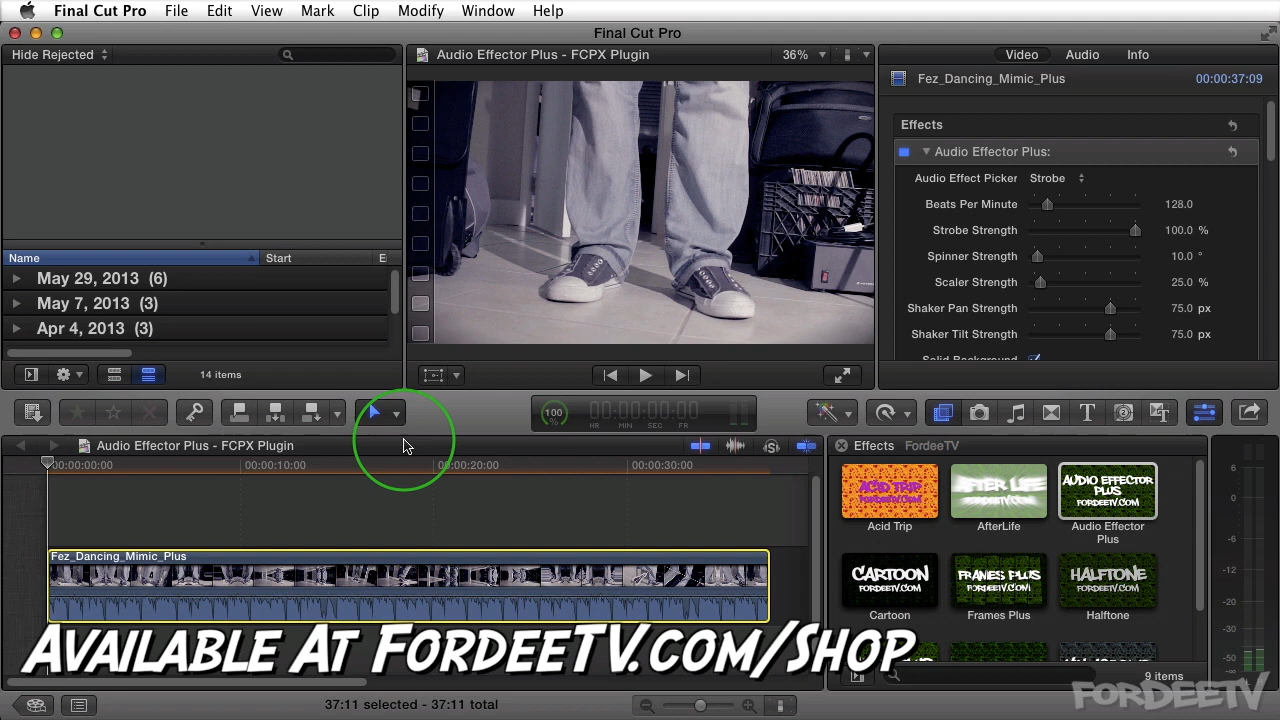 Final Cut Pro File Edit View Mark Clip Modify Window Help
Final Cut Pro
Hide Rejected
Audio Effector Plus - FCPX Plugin 36%
Video Audio Info
Fez_Dancing_Mimic_Plus 00:00:37:09
Effects
Audio Effector Plus:
Audio Effect Picker Strobe
Beats Per Minute 128.0
Strobe Strength 100.0 %
Spinner Strength 10.0 °
Scaler Strength 25.0 %
Shaker Pan Strength 75.0 px
Shaker Tilt Strength 75.0 px
Solid Background
Name Start E
May 29, 2013 (6)
May 7, 2013 (3)
Apr 4, 2013 (3)
14 items
100 %
00:00:00:00
HR MIN SEC FR
Audio Effector Plus - FCPX Plugin
00:00:00:00 00:00:10:00 00:00:20:00 00:00:30:00
Fez_Dancing_Mimic_Plus
Effects FordeeTV
ACID TRIP
FORDEETV.COM
Acid Trip
AFTER LIFE
FORDEETV.COM
AfterLife
AUDIO EFFECTOR
PLUS
FORDEETV.COM
Audio Effector
Plus
CARTOON
FORDEETV.COM
Cartoon
FRAMES PLUS
FORDEETV.COM
Frames Plus
HALFTONE
FORDEETV.COM
Halftone
9 items
6
0
-6
-12
-20
-30
-50
AVAILABLE AT FORDEETV.COM/SHOP
37:11 selected - 37:11 total
FORDEETV